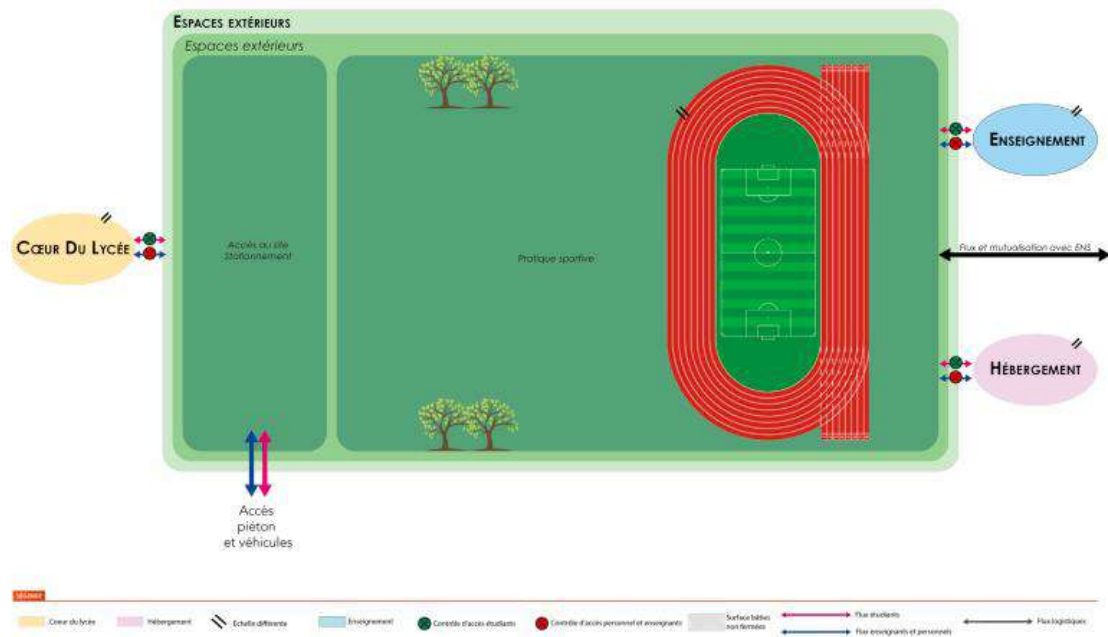 ESPACES EXTÉRIEURS
Espaces extérieurs
ENSEIGNEMENT
CŒUR DU LYCÉE
Accès au site
Stationnement
Pratique sportive
Flux et mutualisation avec ENS
HÉBERGEMENT
Accès
piéton
et véhicules
LÉGENDE
Coeur du lycée
Hébergement
Echelle différente
Enseignement
Contrôle d'accès étudiants
Contrôle d'accès personnel et enseignants
Surface bâties
non fermées
Flux étudiants
Flux enseignants et personnels
Flux logistiques